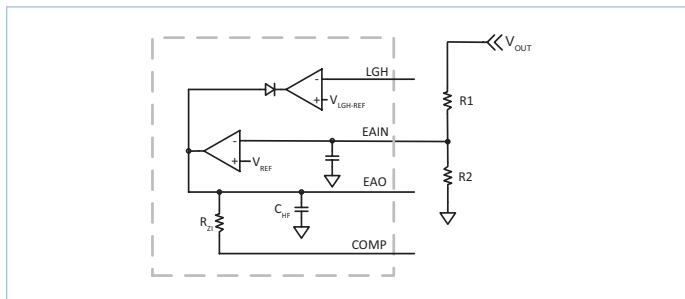 V_OUT
LGH
-
+
V_LGH-REF
R1
EAIN
-
+
V_REF
R2
EAO
C_HF
R_ZI
COMP